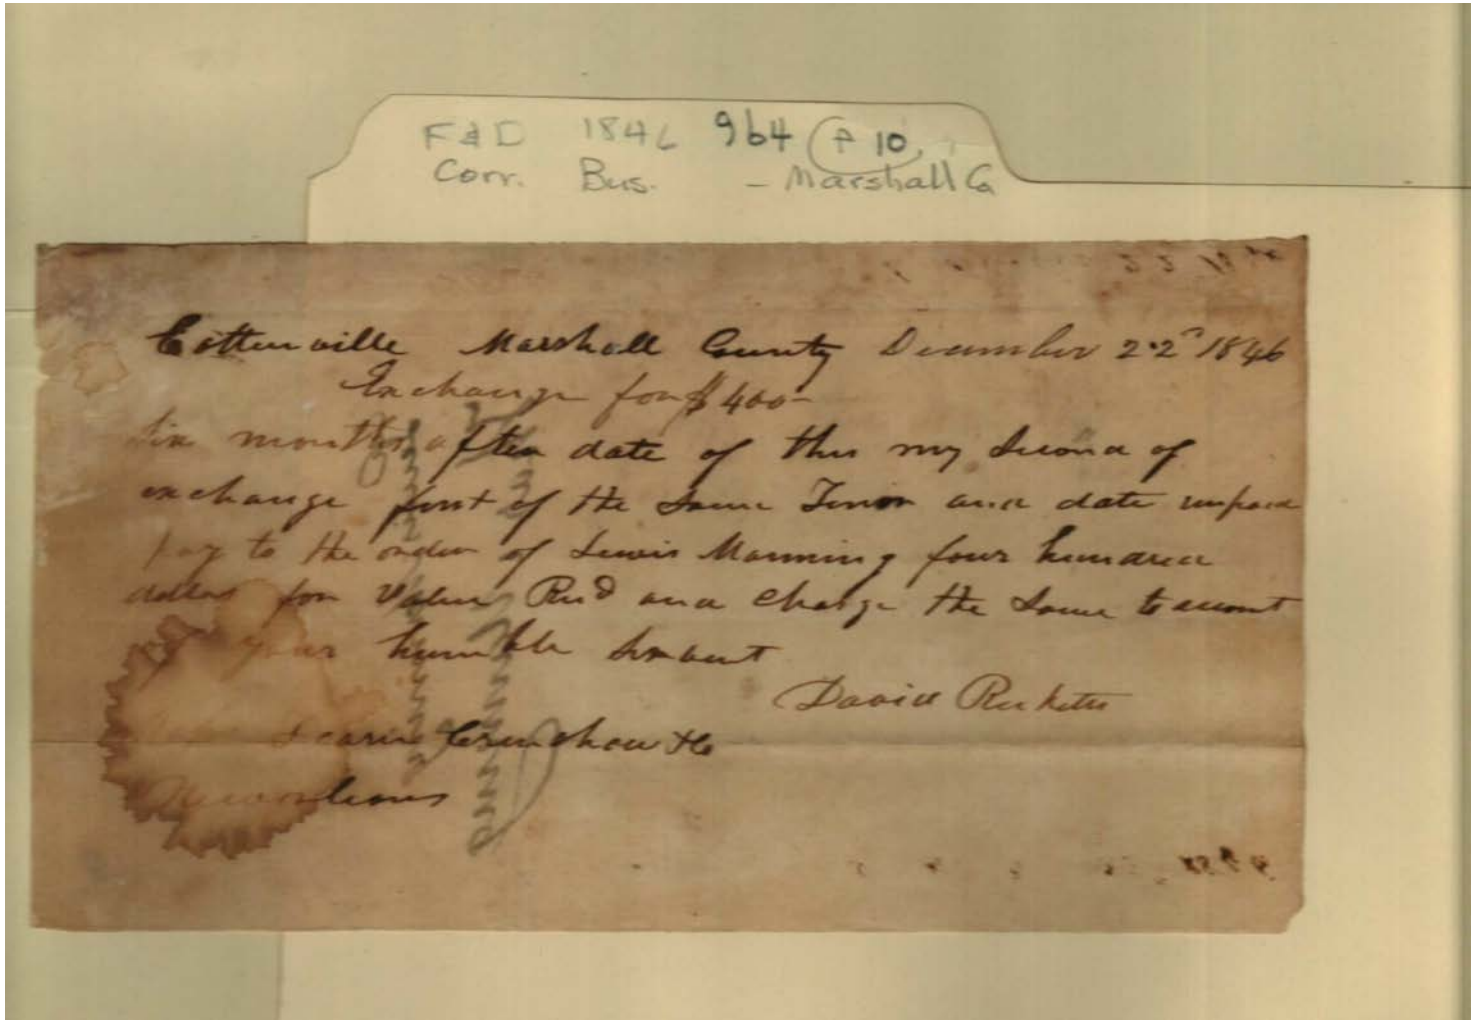 F & D 1846 964 P 10
Corr. Bus. - Marshall Co
Cottenville Marshall County December 22d 1846
Exchange for $400-
Six months after date of this my Second of
exchange first of the Same Tenor and date unpaid
pay to the order of Lewis Manning four hundred
dollars for Value Recd and Charge the Same to account
your humble Servant
David Ricketts
Crenshaw & Co
New orleans